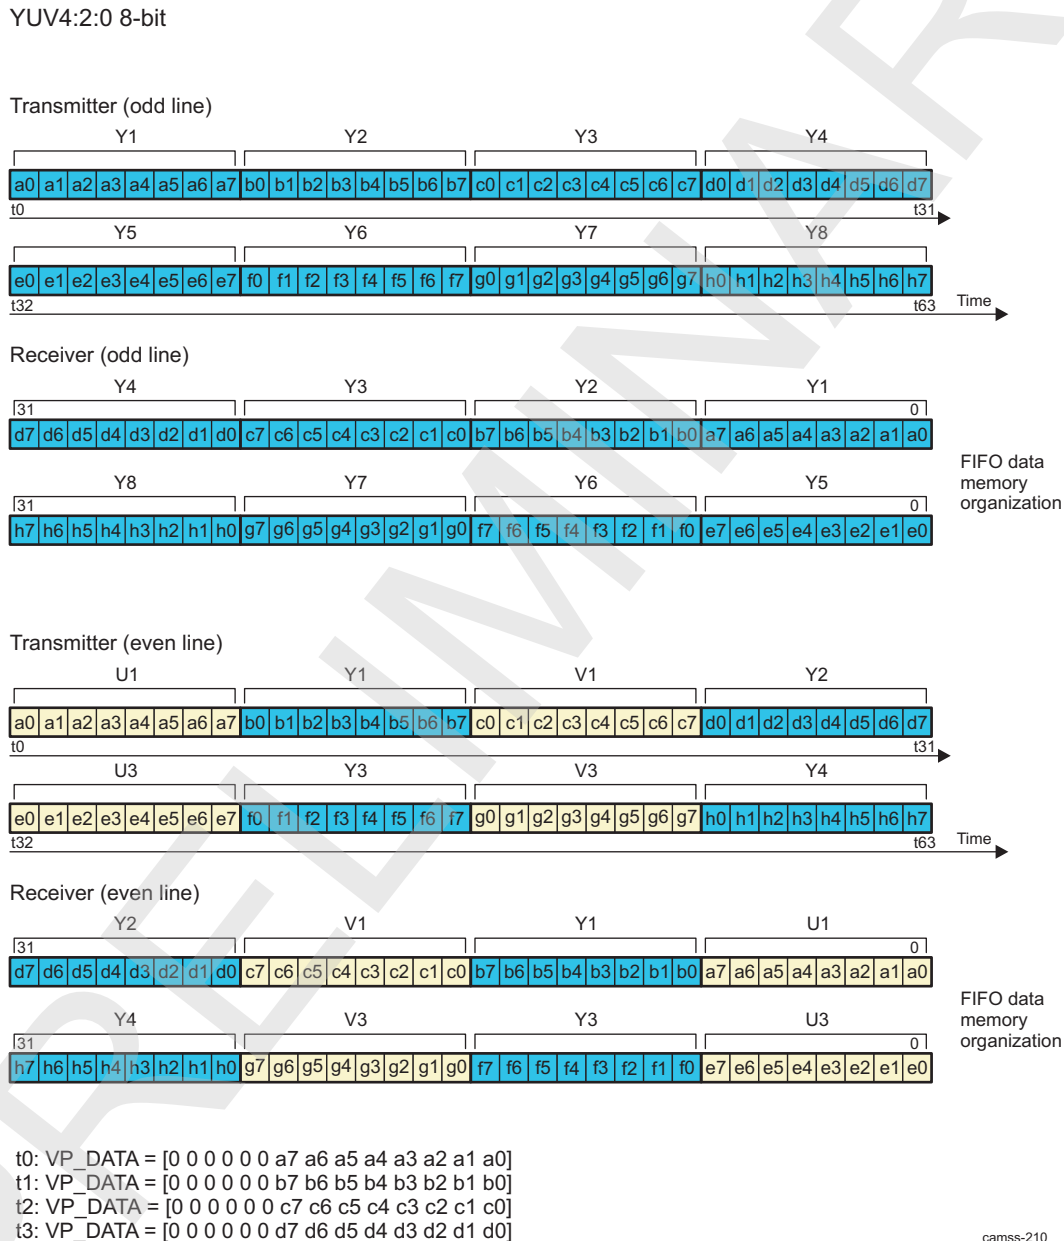 YUV4:2:0 8-bit
Transmitter (odd line)
Y1 Y2 Y3 Y4
a0 a1 a2 a3 a4 a5 a6 a7 b0 b1 b2 b3 b4 b5 b6 b7 c0 c1 c2 c3 c4 c5 c6 c7 d0 d1 d2 d3 d4 d5 d6 d7
t0 t31
Y5 Y6 Y7 Y8
e0 e1 e2 e3 e4 e5 e6 e7 f0 f1 f2 f3 f4 f5 f6 f7 g0 g1 g2 g3 g4 g5 g6 g7 h0 h1 h2 h3 h4 h5 h6 h7
t32 t63 Time
Receiver (odd line)
Y4 Y3 Y2 Y1
31 0
d7 d6 d5 d4 d3 d2 d1 d0 c7 c6 c5 c4 c3 c2 c1 c0 b7 b6 b5 b4 b3 b2 b1 b0 a7 a6 a5 a4 a3 a2 a1 a0
FIFO data
memory
organization
Y8 Y7 Y6 Y5
31 0
h7 h6 h5 h4 h3 h2 h1 h0 g7 g6 g5 g4 g3 g2 g1 g0 f7 f6 f5 f4 f3 f2 f1 f0 e7 e6 e5 e4 e3 e2 e1 e0
Transmitter (even line)
U1 Y1 V1 Y2
a0 a1 a2 a3 a4 a5 a6 a7 b0 b1 b2 b3 b4 b5 b6 b7 c0 c1 c2 c3 c4 c5 c6 c7 d0 d1 d2 d3 d4 d5 d6 d7
t0 t31
U3 Y3 V3 Y4
e0 e1 e2 e3 e4 e5 e6 e7 f0 f1 f2 f3 f4 f5 f6 f7 g0 g1 g2 g3 g4 g5 g6 g7 h0 h1 h2 h3 h4 h5 h6 h7
t32 t63 Time
Receiver (even line)
Y2 V1 Y1 U1
31 0
d7 d6 d5 d4 d3 d2 d1 d0 c7 c6 c5 c4 c3 c2 c1 c0 b7 b6 b5 b4 b3 b2 b1 b0 a7 a6 a5 a4 a3 a2 a1 a0
FIFO data
memory
organization
Y4 V3 Y3 U3
31 0
h7 h6 h5 h4 h3 h2 h1 h0 g7 g6 g5 g4 g3 g2 g1 g0 f7 f6 f5 f4 f3 f2 f1 f0 e7 e6 e5 e4 e3 e2 e1 e0
t0: VP_DATA = [0 0 0 0 0 0 a7 a6 a5 a4 a3 a2 a1 a0]
t1: VP_DATA = [0 0 0 0 0 0 b7 b6 b5 b4 b3 b2 b1 b0]
t2: VP_DATA = [0 0 0 0 0 0 c7 c6 c5 c4 c3 c2 c1 c0]
t3: VP_DATA = [0 0 0 0 0 0 d7 d6 d5 d4 d3 d2 d1 d0]
camss-210
PRELIMINAR